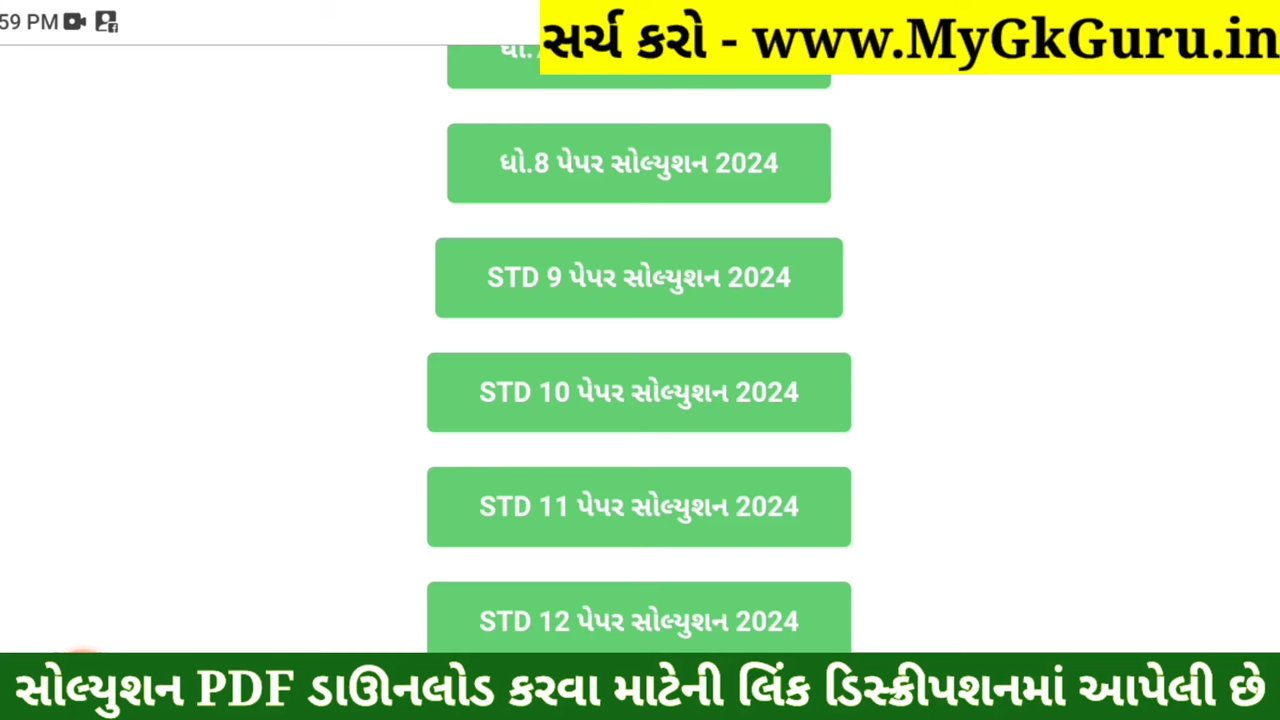 59 PM
સર્ચ કરો - www.MyGkGuru.in
ધો.8 પેપર સોલ્યુશન 2024
STD 9 પેપર સોલ્યુશન 2024
STD 10 પેપર સોલ્યુશન 2024
STD 11 પેપર સોલ્યુશન 2024
STD 12 પેપર સોલ્યુશન 2024
સોલ્યુશન PDF ડાઊનલોડ કરવા માટેની લિંક ડિસ્ક્રીપશનમાં આપેલી છે